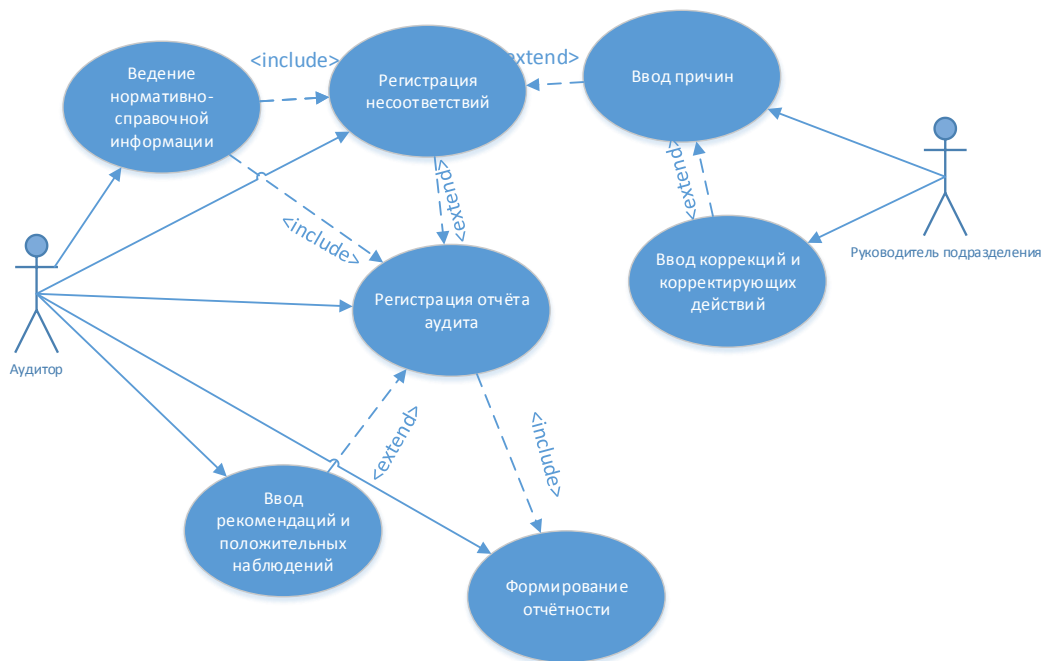 <include>
Ведение
нормативно-
справочной
информации
Регистрация
несоответствий
extend>
Ввод причин
<extend>
<extend>
<include>
Ввод коррекций и
корректирующих
действий
Руководитель подразделения
Регистрация отчёта
аудита
Аудитор
<extend>
<include>
Ввод
рекомендаций и
положительных
наблюдений
Формирование
отчётности